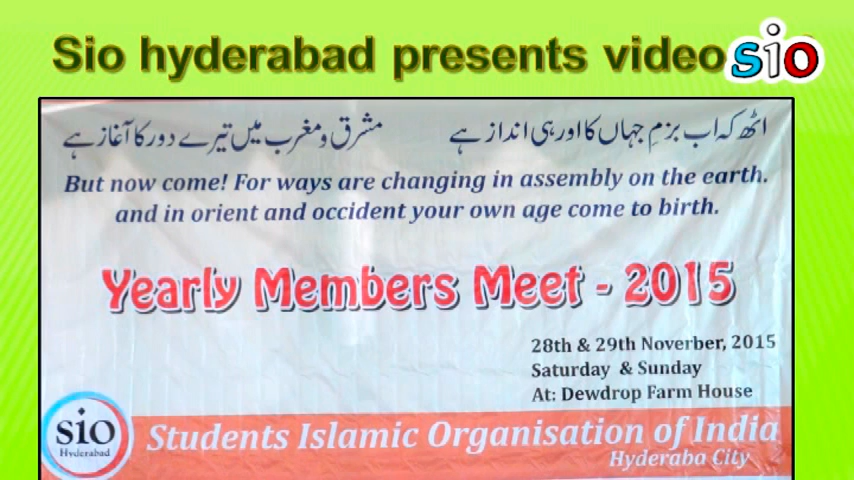 Sio hyderabad presents video
sio
اٹھ کہ اب بزمِ جہاں کا اور ہی انداز ہے مشرق و مغرب میں تیرے دور کا آغاز ہے
But now come! For ways are changing in assembly on the earth.
and in orient and occident your own age come to birth.
Yearly Members Meet - 2015
28th & 29th Noverber, 2015
Saturday & Sunday
At: Dewdrop Farm House
sio
Hyderabad
Students Islamic Organisation of India
Hyderaba City